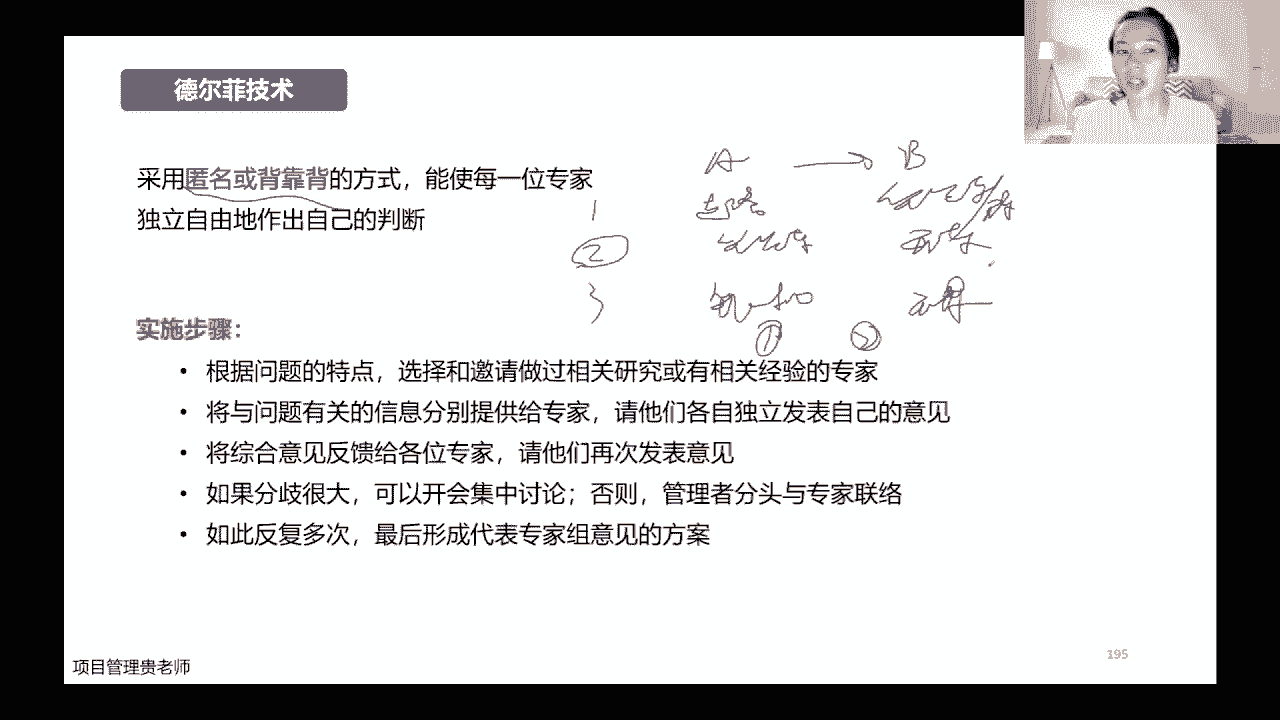 德尔菲技术
采用匿名或背靠背的方式，能使每一位专家
独立自由地作出自己的判断
A B
1
2
3
① ②
实施步骤：
• 根据问题的特点，选择和邀请做过相关研究或有相关经验的专家
• 将与问题有关的信息分别提供给专家，请他们各自独立发表自己的意见
• 将综合意见反馈给各位专家，请他们再次发表意见
• 如果分歧很大，可以开会集中讨论；否则，管理者分头与专家联络
• 如此反复多次，最后形成代表专家组意见的方案
195
项目管理贵老师